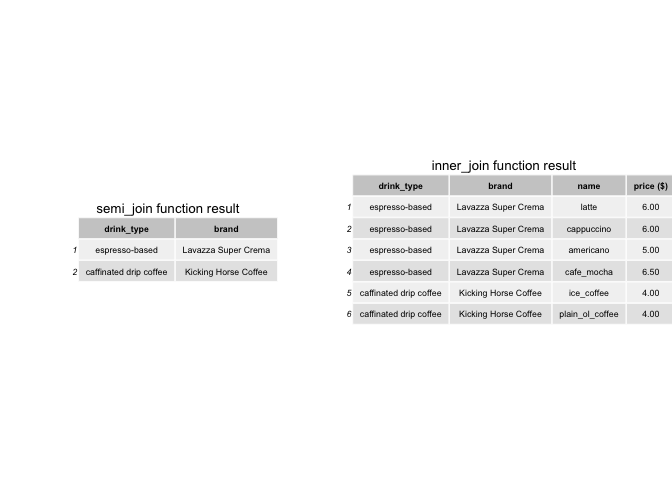 semi_join function result
drink_type brand
1 espresso-based Lavazza Super Crema
2 caffinated drip coffee Kicking Horse Coffee
inner_join function result
drink_type brand name price ($)
1 espresso-based Lavazza Super Crema latte 6.00
2 espresso-based Lavazza Super Crema cappuccino 6.00
3 espresso-based Lavazza Super Crema americano 5.00
4 espresso-based Lavazza Super Crema cafe_mocha 6.50
5 caffinated drip coffee Kicking Horse Coffee ice_coffee 4.00
6 caffinated drip coffee Kicking Horse Coffee plain_ol_coffee 4.00